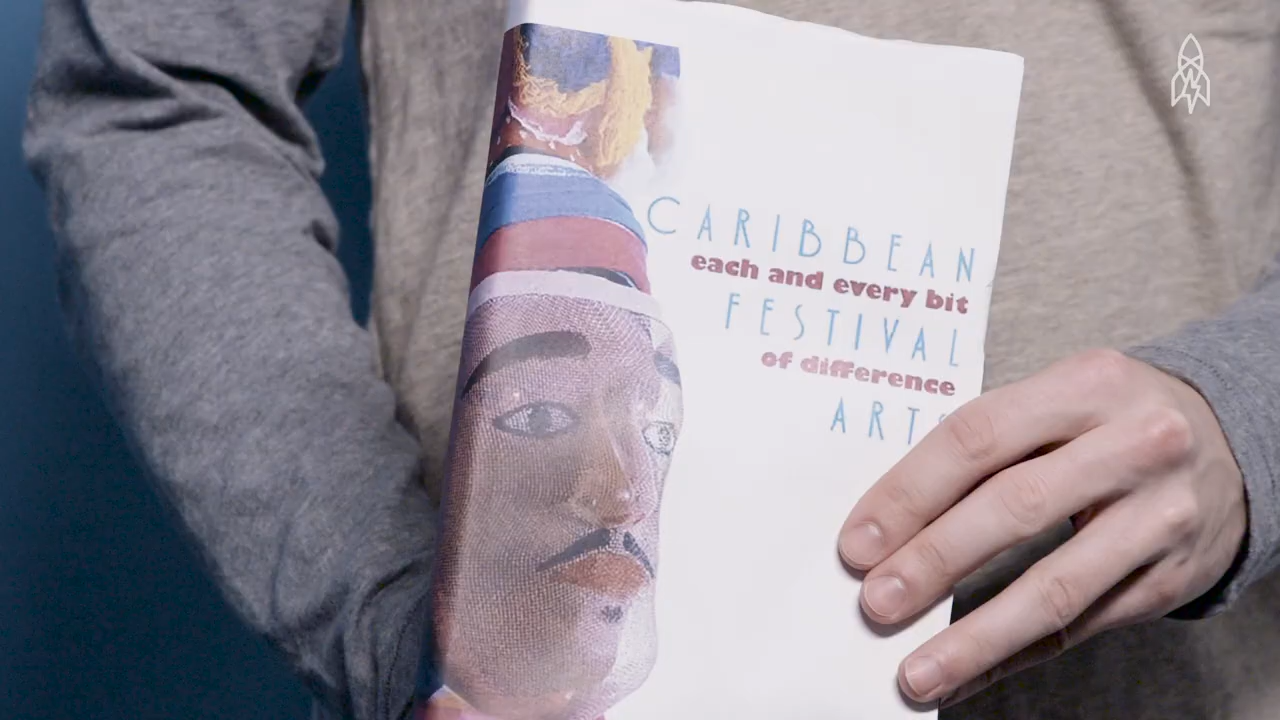 CARIBBEAN
each and every bit
FESTIVAL
of difference
ARTS